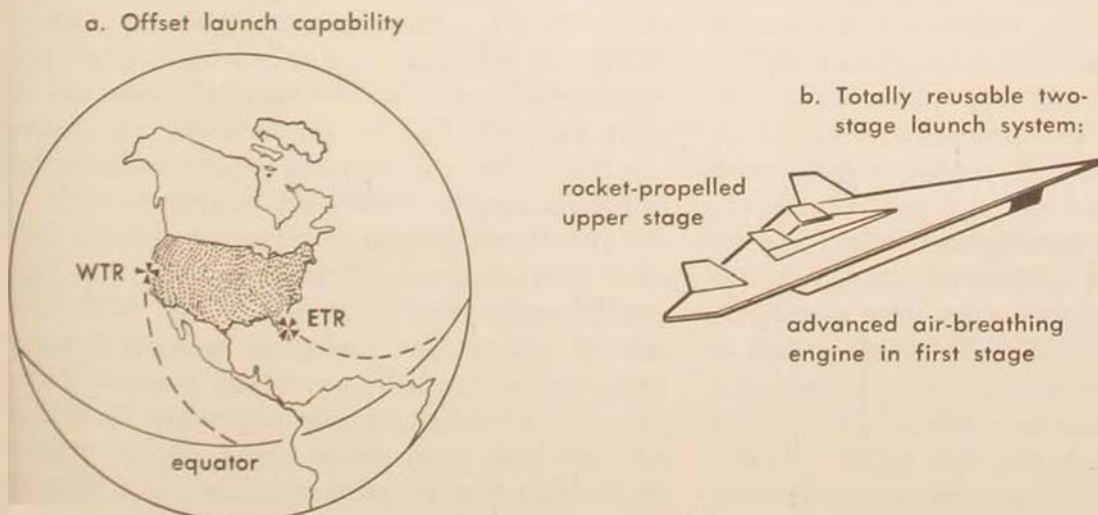 a. Offset launch capability
WTR
ETR
equator
b. Totally reusable two-
stage launch system:
rocket-propelled
upper stage
advanced air-breathing
engine in first stage